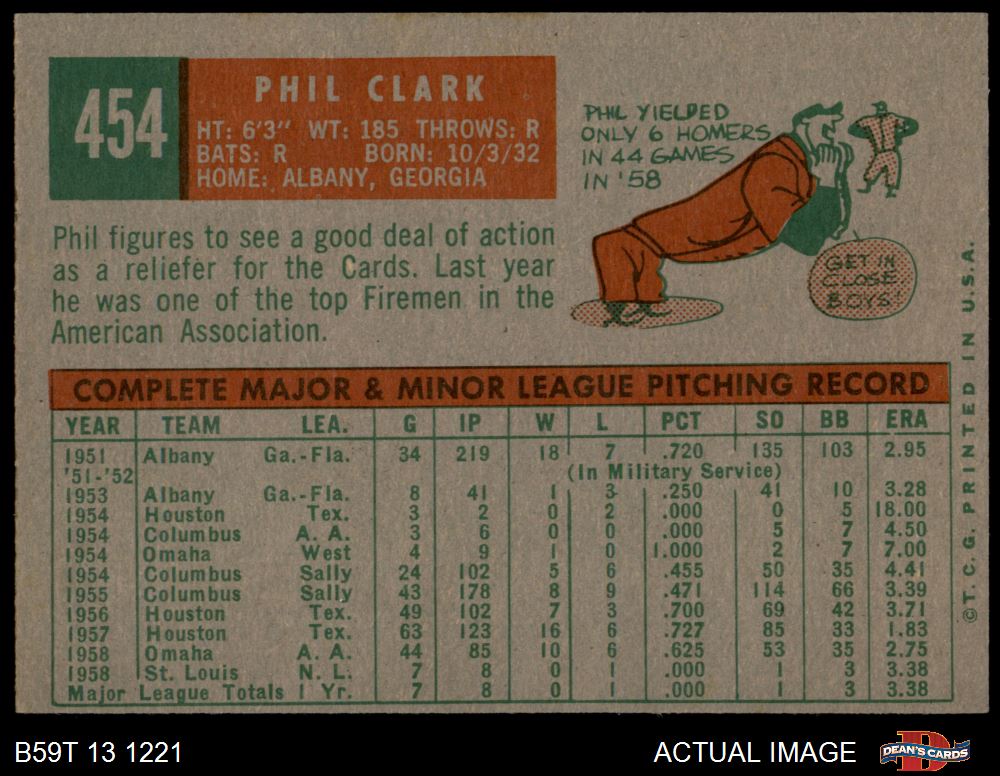 454
PHIL CLARK
HT: 6'3" WT: 185 THROWS: R
BATS: R BORN: 10/3/32
HOME: ALBANY, GEORGIA
PHIL YIELDED
ONLY 6 HOMERS
IN 44 GAMES
IN '58
GET IN
CLOSE
BOYS
Phil figures to see a good deal of action
as a reliefer for the Cards. Last year
he was one of the top Firemen in the
American Association.
COMPLETE MAJOR & MINOR LEAGUE PITCHING RECORD
YEAR TEAM LEA. G IP W L PCT SO BB ERA
1951 Albany Ga.-Fla. 34 219 18 7 .720 135 103 2.95
'51-'52 (In Military Service)
1953 Albany Ga.-Fla. 8 41 1 3 .250 41 10 3.28
1954 Houston Tex. 3 2 0 2 .000 0 5 18.00
1954 Columbus A. A. 3 6 0 0 .000 5 7 4.50
1954 Omaha West 4 9 1 0 1.000 2 7 7.00
1954 Columbus Sally 24 102 5 6 .455 50 35 4.41
1955 Columbus Sally 43 178 8 9 .471 114 66 3.39
1956 Houston Tex. 49 102 7 3 .700 69 42 3.71
1957 Houston Tex. 63 123 16 6 .727 85 33 1.83
1958 Omaha A. A. 44 85 10 6 .625 53 35 2.75
1958 St. Louis N. L. 7 8 0 1 .000 1 3 3.38
Major League Totals 1 Yr. 7 8 0 1 .000 1 3 3.38
©T. C. G. PRINTED IN U.S.A.
B59T 13 1221
ACTUAL IMAGE
D
DEAN'S CARDS